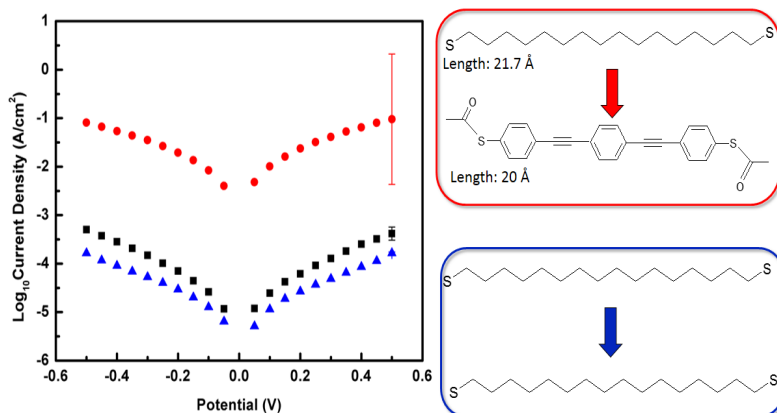 1
0
-1
-2
-3
-4
-5
-6
-0.6
-0.4
-0.2
0.0
0.2
0.4
0.6
Log10Current Density (A/cm²)
Potential (V)
S
S
Length: 21.7 Å
O
S
S
O
Length: 20 Å
S
S
S
S